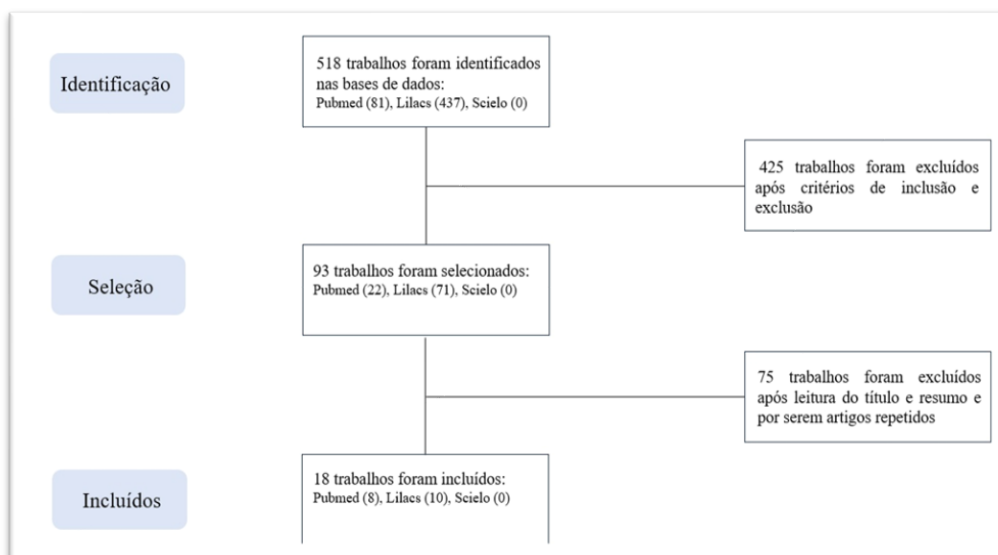 Identificação
518 trabalhos foram identificados
nas bases de dados:
Pubmed (81), Lilacs (437), Scielo (0)
425 trabalhos foram excluídos
após critérios de inclusão e
exclusão
Seleção
93 trabalhos foram selecionados:
Pubmed (22), Lilacs (71), Scielo (0)
75 trabalhos foram excluídos
após leitura do título e resumo e
por serem artigos repetidos
Incluídos
18 trabalhos foram incluídos:
Pubmed (8), Lilacs (10), Scielo (0)